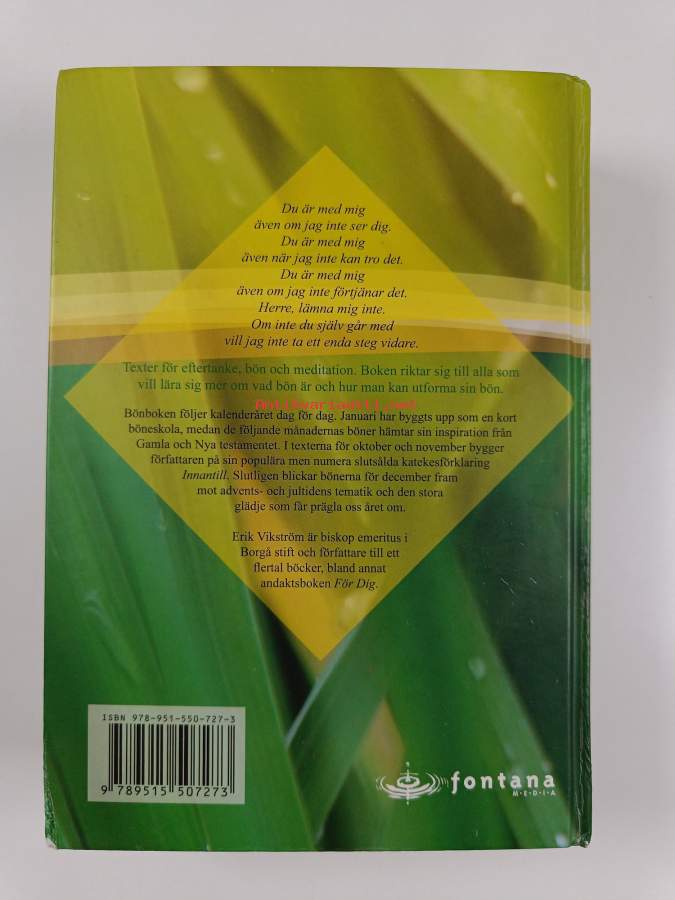 Du är med mig
även om jag inte ser dig.
Du är med mig
även när jag inte kan tro det.
Du är med mig
även om jag inte förtjänar det.
Herre, lämna mig inte.
Om inte du själv går med
vill jag inte ta ett enda steg vidare.
Texter för eftertanke, bön och meditation. Boken riktar sig till alla som
vill lära sig mer om vad bön är och hur man kan utforma sin bön.
Bönboken följer kalenderåret dag för dag. Januari har byggts upp som en kort
böneskola, medan de följande månadernas böner hämtar sin inspiration från
Gamla och Nya testamentet. I texterna för oktober och november bygger
författaren på sin populära men numera slutsålda katekesförklaring
Innantill. Slutligen blickar bönerna för december fram
mot advents- och jultidens tematik och den stora
glädje som får prägla oss året om.
Erik Vikström är biskop emeritus i
Borgå stift och författare till ett
flertal böcker, bland annat
andaktsboken För Dig.
ISBN 978-951-550-727-3
9 789515 507273
fontana
M·E·D·I·A